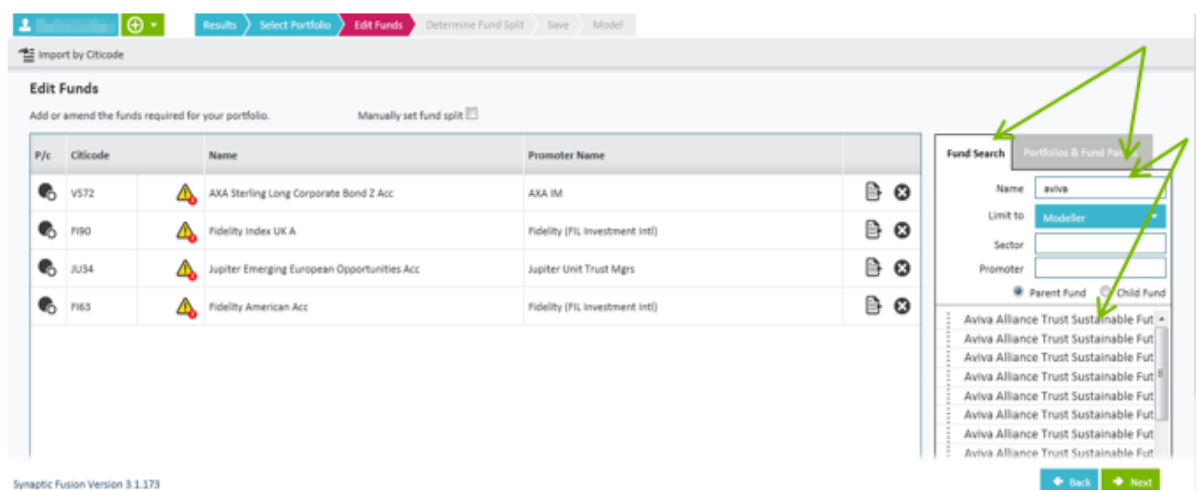 Results Select Portfolio Edit Funds Determine Fund Split Save Model
Import by Citicode
Edit Funds
Add or amend the funds required for your portfolio. Manually set fund split
P/c Citicode Name Promoter Name
VS72 AXA Sterling Long Corporate Bond Z Acc AXA IM
FI90 Fidelity Index UK A Fidelity (FIL Investment Intl)
JU34 Jupiter Emerging European Opportunities Acc Jupiter Unit Trust Mgrs
FI63 Fidelity American Acc Fidelity (FIL Investment Intl)
Fund Search Portfolios & Fund
Name aviva
Limit to Modeller
Sector
Promoter
Parent Fund Child Fund
Aviva Alliance Trust Sustainable Fut
Aviva Alliance Trust Sustainable Fut
Aviva Alliance Trust Sustainable Fut
Aviva Alliance Trust Sustainable Fut
Aviva Alliance Trust Sustainable Fut
Aviva Alliance Trust Sustainable Fut
Aviva Alliance Trust Sustainable Fut
Aviva Alliance Trust Sustainable Fut
Back Next
Synaptic Fusion Version 3.1.173